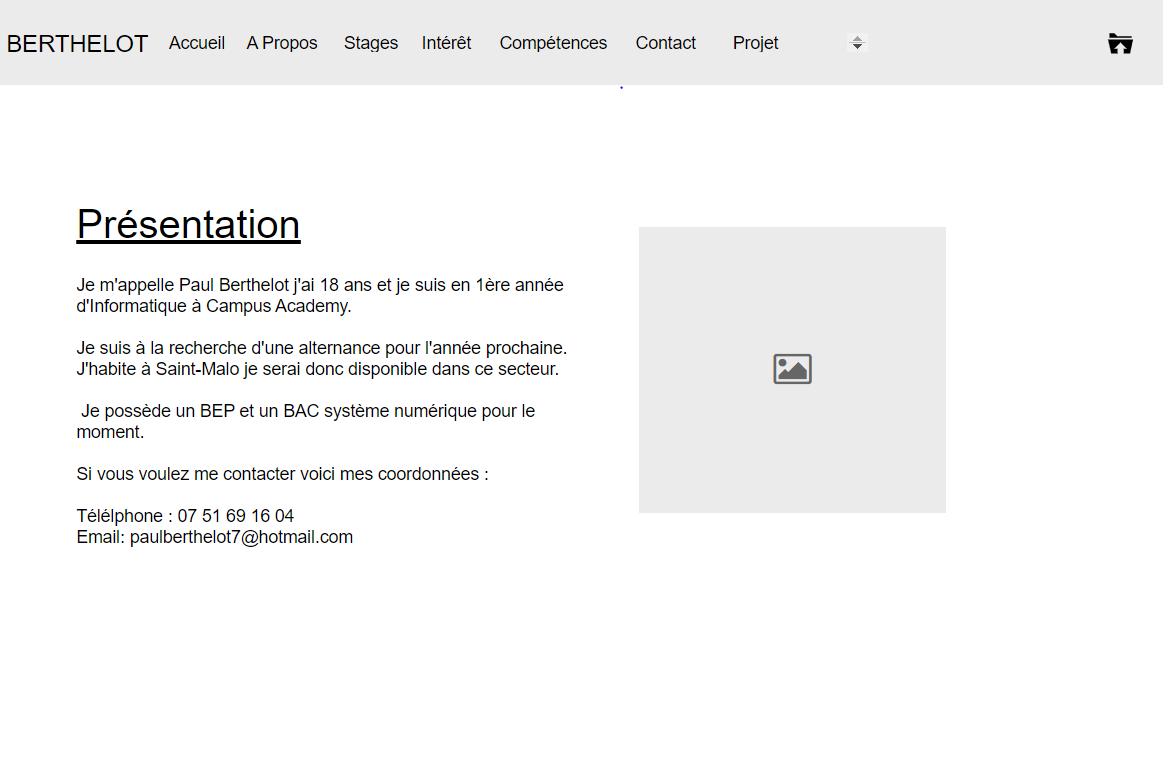 BERTHELOT Accueil A Propos Stages Intérêt Compétences Contact Projet
Présentation
Je m'appelle Paul Berthelot j'ai 18 ans et je suis en 1ère année
d'Informatique à Campus Academy.
Je suis à la recherche d'une alternance pour l'année prochaine.
J'habite à Saint-Malo je serai donc disponible dans ce secteur.
Je possède un BEP et un BAC système numérique pour le
moment.
Si vous voulez me contacter voici mes coordonnées :
Télélphone : 07 51 69 16 04
Email: paulberthelot7@hotmail.com